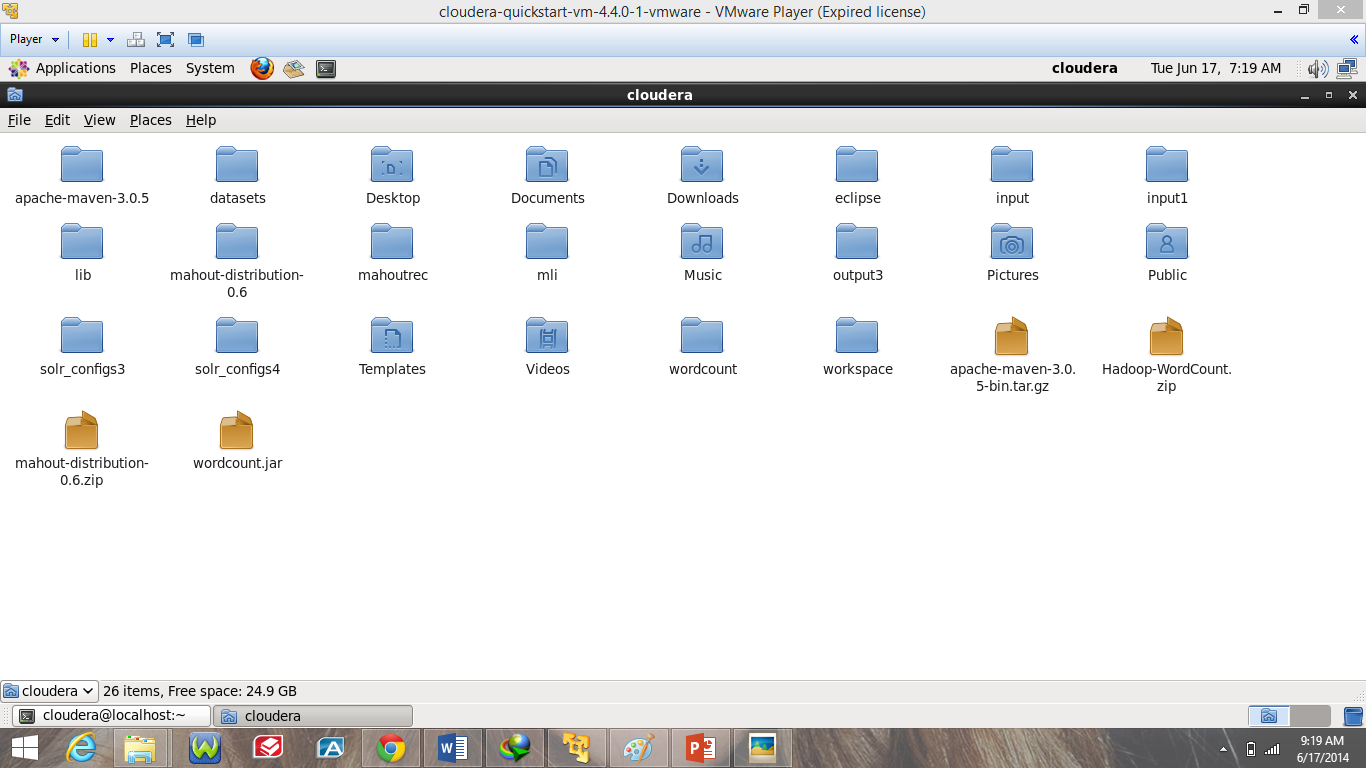 cloudera-quickstart-vm-4.4.0-1-vmware - VMware Player (Expired license)
Player
Applications Places System cloudera Tue Jun 17, 7:19 AM
cloudera
File Edit View Places Help
apache-maven-3.0.5 datasets Desktop Documents Downloads eclipse input input1
lib mahout-distribution- mahoutrec mli Music output3 Pictures Public
0.6
solr_configs3 solr_configs4 Templates Videos wordcount workspace apache-maven-3.0. Hadoop-WordCount.
5-bin.tar.gz zip
mahout-distribution- wordcount.jar
0.6.zip
cloudera 26 items, Free space: 24.9 GB
cloudera@localhost:~ cloudera
9:19 AM
6/17/2014